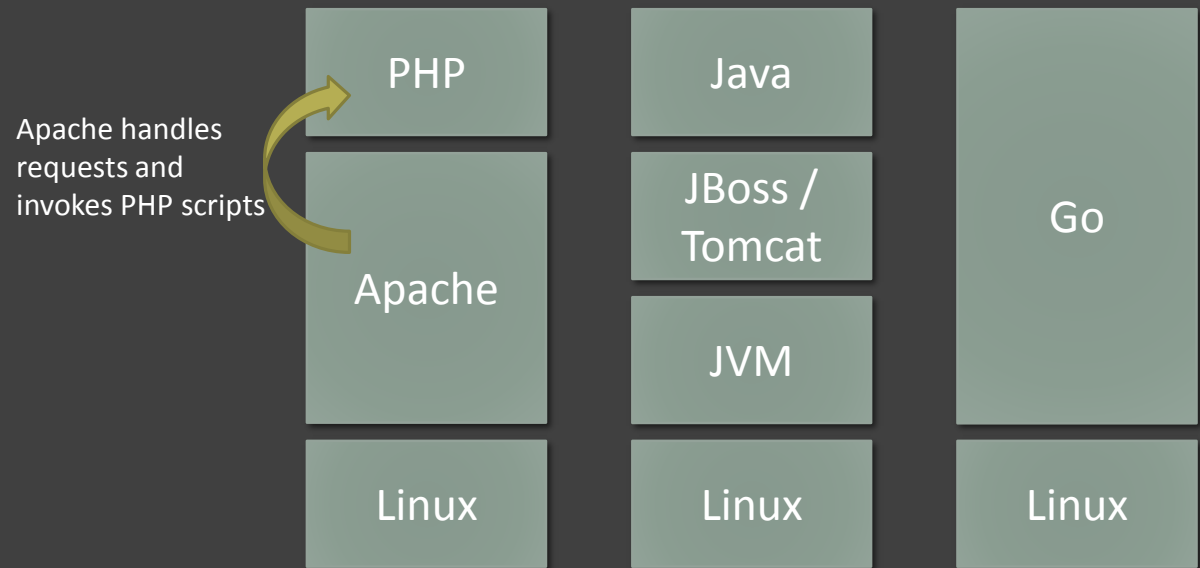 PHP
Java
Apache handles
requests and
invokes PHP scripts
JBoss /
Tomcat
Go
Apache
JVM
Linux
Linux
Linux